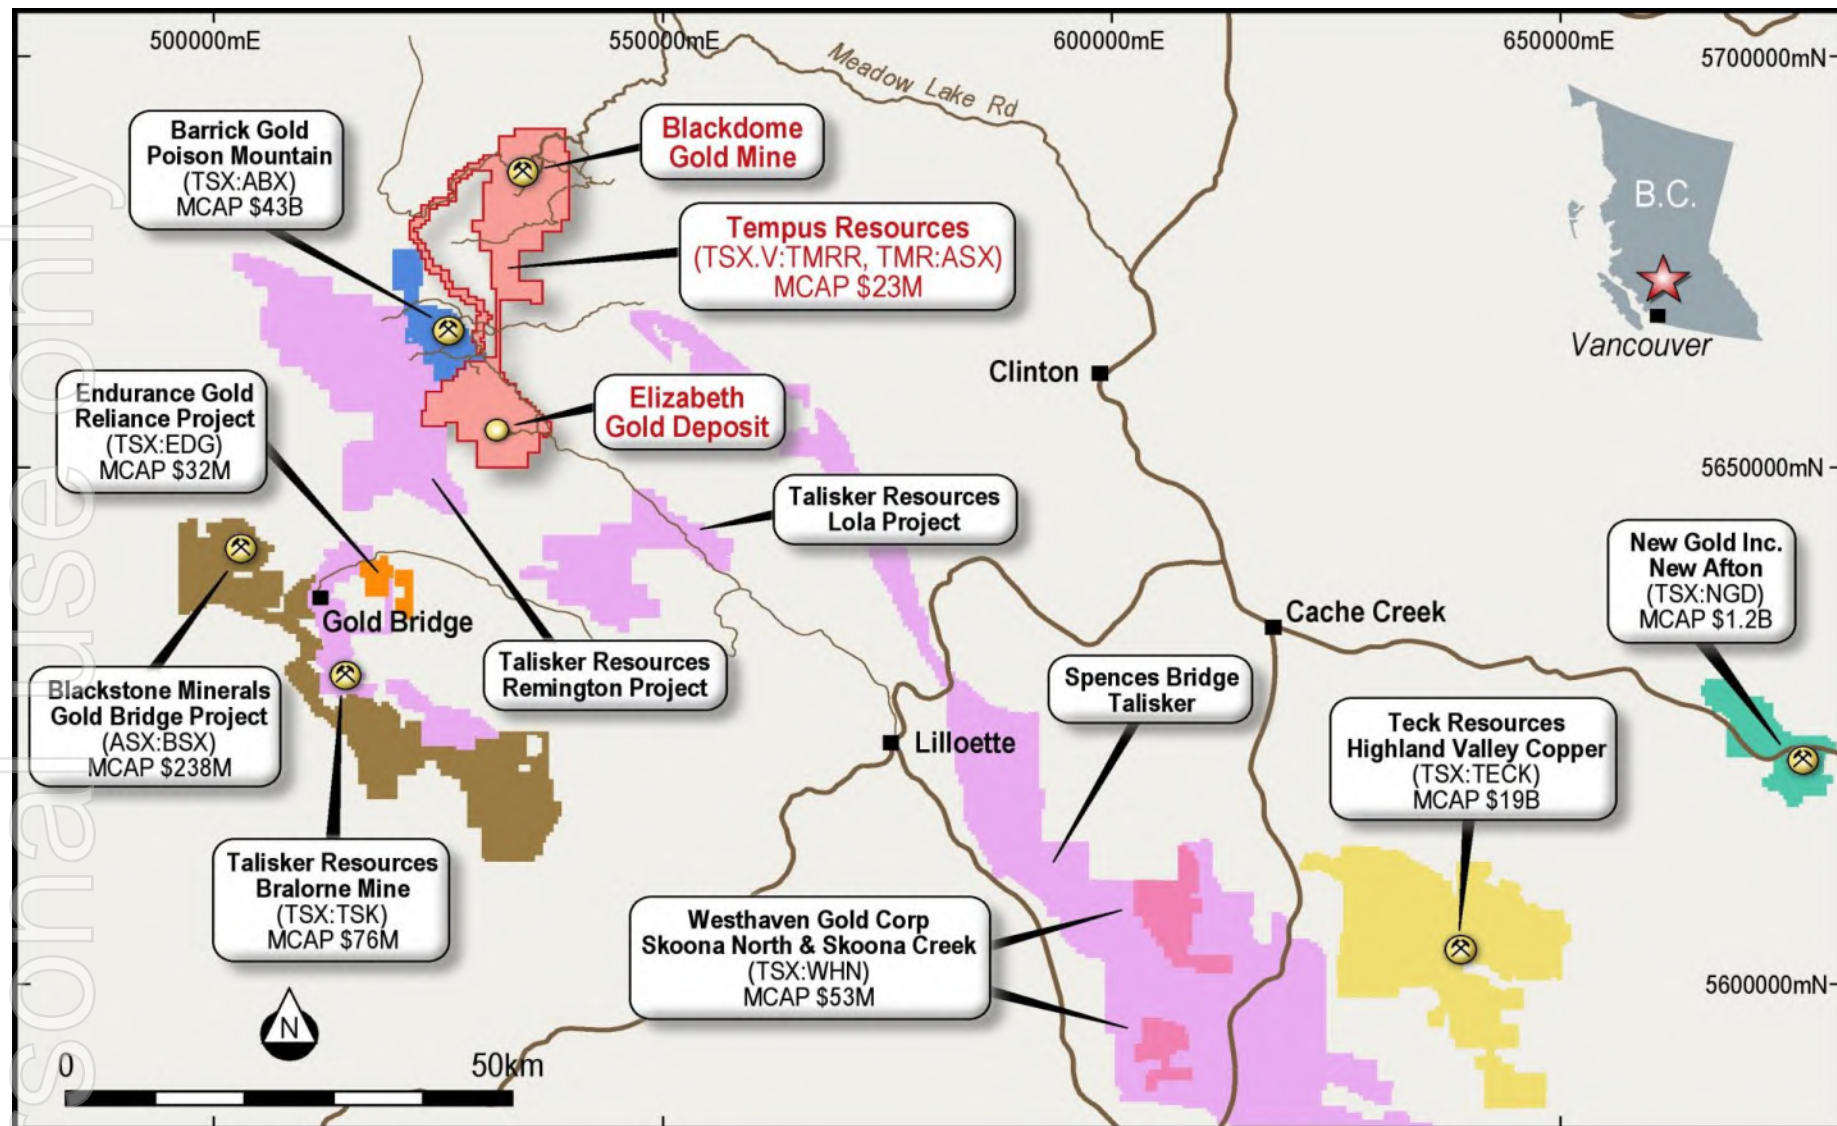 500000mE
550000mE
600000mE
650000mE
5700000mN
Meadow Lake Rd
Barrick Gold
Poison Mountain
(TSX:ABX)
MCAP $43B
Blackdome
Gold Mine
Tempus Resources
(TSX.V:TMRR, TMR:ASX)
MCAP $23M
B.C.
Vancouver
Clinton
Endurance Gold
Reliance Project
(TSX:EDG)
MCAP $32M
Elizabeth
Gold Deposit
5650000mN
Talisker Resources
Lola Project
New Gold Inc.
New Afton
(TSX:NGD)
MCAP $1.2B
Gold Bridge
Cache Creek
Talisker Resources
Remington Project
Spences Bridge
Talisker
Blackstone Minerals
Gold Bridge Project
(ASX:BSX)
MCAP $238M
Lilloette
Teck Resources
Highland Valley Copper
(TSX:TECK)
MCAP $19B
Talisker Resources
Bralorne Mine
(TSX:TSK)
MCAP $76M
Westhaven Gold Corp
Skoona North & Skoona Creek
(TSX:WHN)
MCAP $53M
5600000mN
N
0
50km
rsonal use only